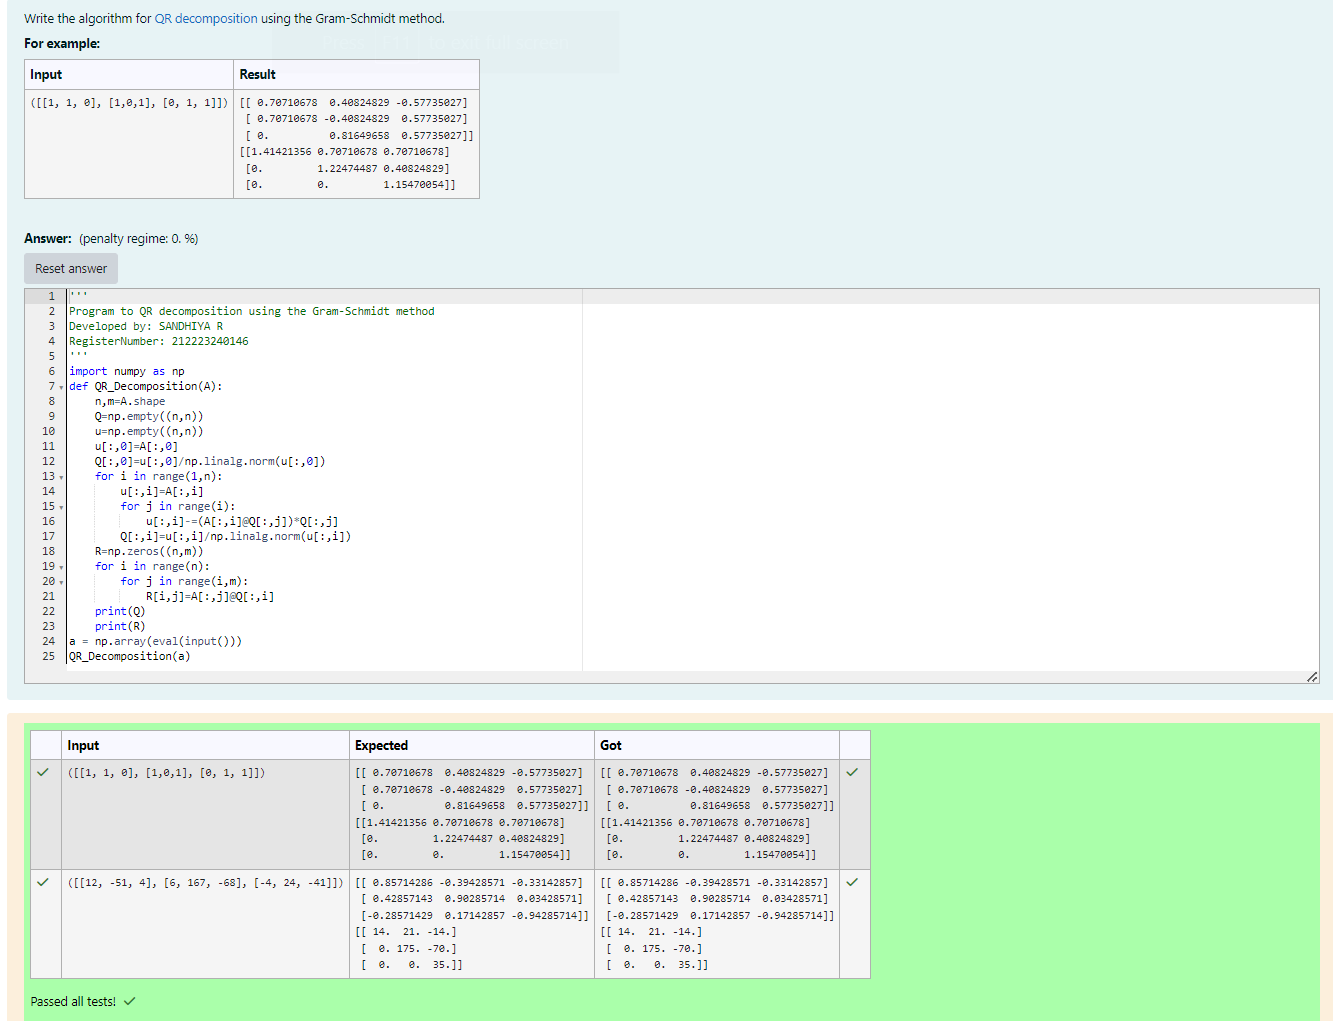 Write the algorithm for QR decomposition using the Gram-Schmidt method.
For example:
Input Result
([[1, 1, 0], [1,0,1], [0, 1, 1]]) [[ 0.70710678  0.40824829 -0.57735027]
[ 0.70710678 -0.40824829  0.57735027]
[ 0.          0.81649658  0.57735027]]
[[1.41421356 0.70710678 0.70710678]
[0.         1.22474487 0.40824829]
[0.         0.         1.15470054]]
Answer: (penalty regime: 0. %)
Reset answer
1 '''
2 Program to QR decomposition using the Gram-Schmidt method
3 Developed by: SANDHIYA R
4 RegisterNumber: 212223240146
5 '''
6 import numpy as np
7 def QR_Decomposition(A):
8     n,m=A.shape
9     Q=np.empty((n,n))
10     u=np.empty((n,n))
11     u[:,0]=A[:,0]
12     Q[:,0]=u[:,0]/np.linalg.norm(u[:,0])
13     for i in range(1,n):
14         u[:,i]=A[:,i]
15         for j in range(i):
16             u[:,i]-=(A[:,i]@Q[:,j])*Q[:,j]
17         Q[:,i]=u[:,i]/np.linalg.norm(u[:,i])
18     R=np.zeros((n,m))
19     for i in range(n):
20         for j in range(i,m):
21             R[i,j]=A[:,j]@Q[:,i]
22     print(Q)
23     print(R)
24 a = np.array(eval(input()))
25 QR_Decomposition(a)
Input Expected Got
([[1, 1, 0], [1,0,1], [0, 1, 1]]) [[ 0.70710678  0.40824829 -0.57735027] [[ 0.70710678  0.40824829 -0.57735027]
[ 0.70710678 -0.40824829  0.57735027] [ 0.70710678 -0.40824829  0.57735027]
[ 0.          0.81649658  0.57735027]] [ 0.          0.81649658  0.57735027]]
[[1.41421356 0.70710678 0.70710678] [[1.41421356 0.70710678 0.70710678]
[0.         1.22474487 0.40824829] [0.         1.22474487 0.40824829]
[0.         0.         1.15470054]] [0.         0.         1.15470054]]
([[12, -51, 4], [6, 167, -68], [-4, 24, -41]]) [[ 0.85714286 -0.39428571 -0.33142857] [[ 0.85714286 -0.39428571 -0.33142857]
[ 0.42857143  0.90285714  0.03428571] [ 0.42857143  0.90285714  0.03428571]
[-0.28571429  0.17142857 -0.94285714]] [-0.28571429  0.17142857 -0.94285714]]
[[ 14.  21. -14.] [[ 14.  21. -14.]
[  0. 175. -70.] [  0. 175. -70.]
[  0.   0.  35.]] [  0.   0.  35.]]
Passed all tests!